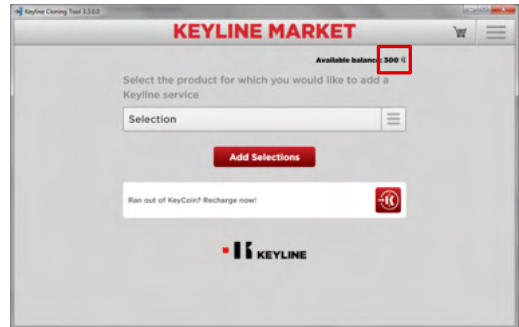 Keyline Cloning Tool 3.3.0.0
KEYLINE MARKET
Available balance: 300
Select the product for which you would like to add a
Keyline service
Selection
Add Selections
Ran out of KeyCoin? Recharge now!
KEYLINE